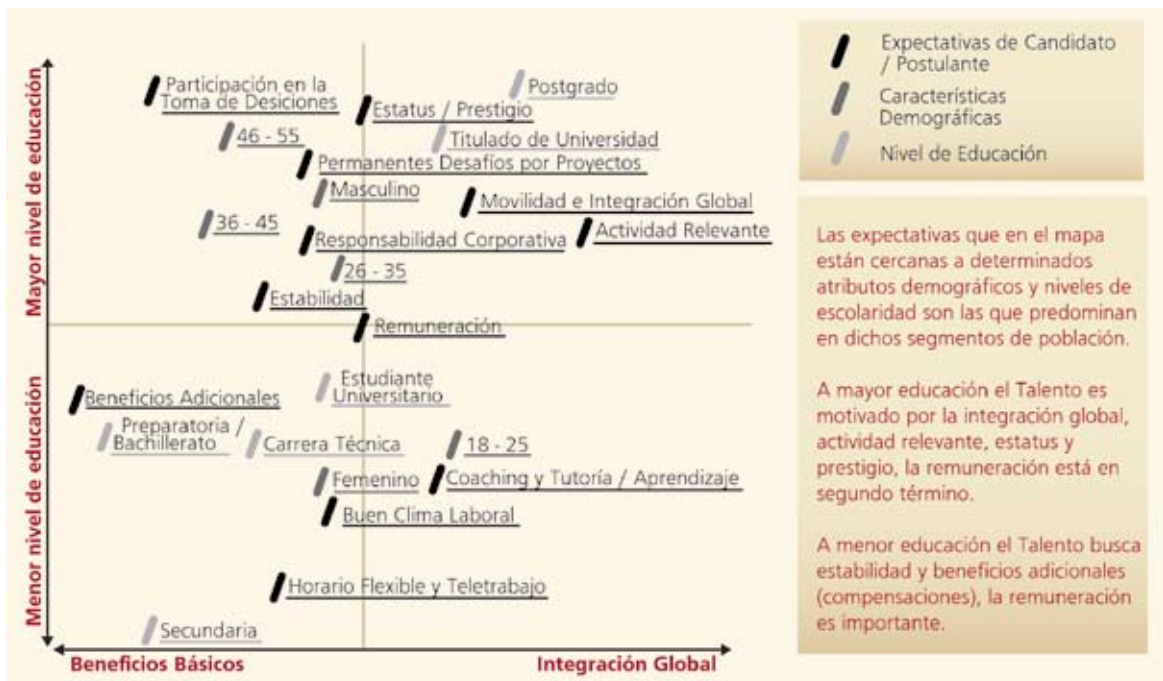 Mayor nivel de educación
Menor nivel de educación
Participación en la
Toma de Desiciones
Postgrado
Estatus / Prestigio
46 - 55
Titulado de Universidad
Permanentes Desafíos por Proyectos
Masculino
Movilidad e Integración Global
36 - 45
Responsabilidad Corporativa
Actividad Relevante
26 - 35
Estabilidad
Remuneración
Estudiante
Universitario
Beneficios Adicionales
Preparatoria /
Bachillerato
Carrera Técnica
18 - 25
Femenino
Coaching y Tutoría / Aprendizaje
Buen Clima Laboral
Horario Flexible y Teletrabajo
Secundaria
Beneficios Básicos
Integración Global
Expectativas de Candidato
/ Postulante
Característícas
Demográficas
Nivel de Educación
Las expectativas que en el mapa
están cercanas a determinados
atributos demográficos y niveles de
escolaridad son las que predominan
en dichos segmentos de población.
A mayor educación el Talento es
motivado por la integración global,
actividad relevante, estatus y
prestigio, la remuneración está en
segundo término.
A menor educación el Talento busca
estabilidad y beneficios adicionales
(compensaciones), la remuneración
es importante.